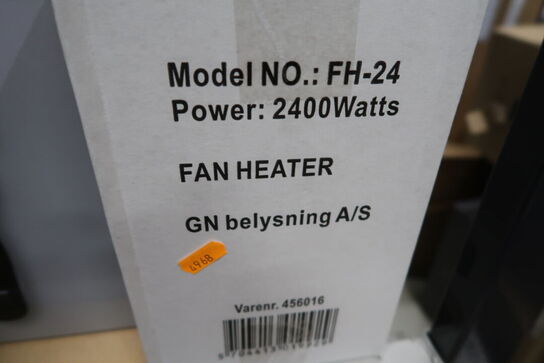 Model NO.: FH-24
Power: 2400Watts
FAN HEATER
GN belysning A/S
4968
Varenr. 456016